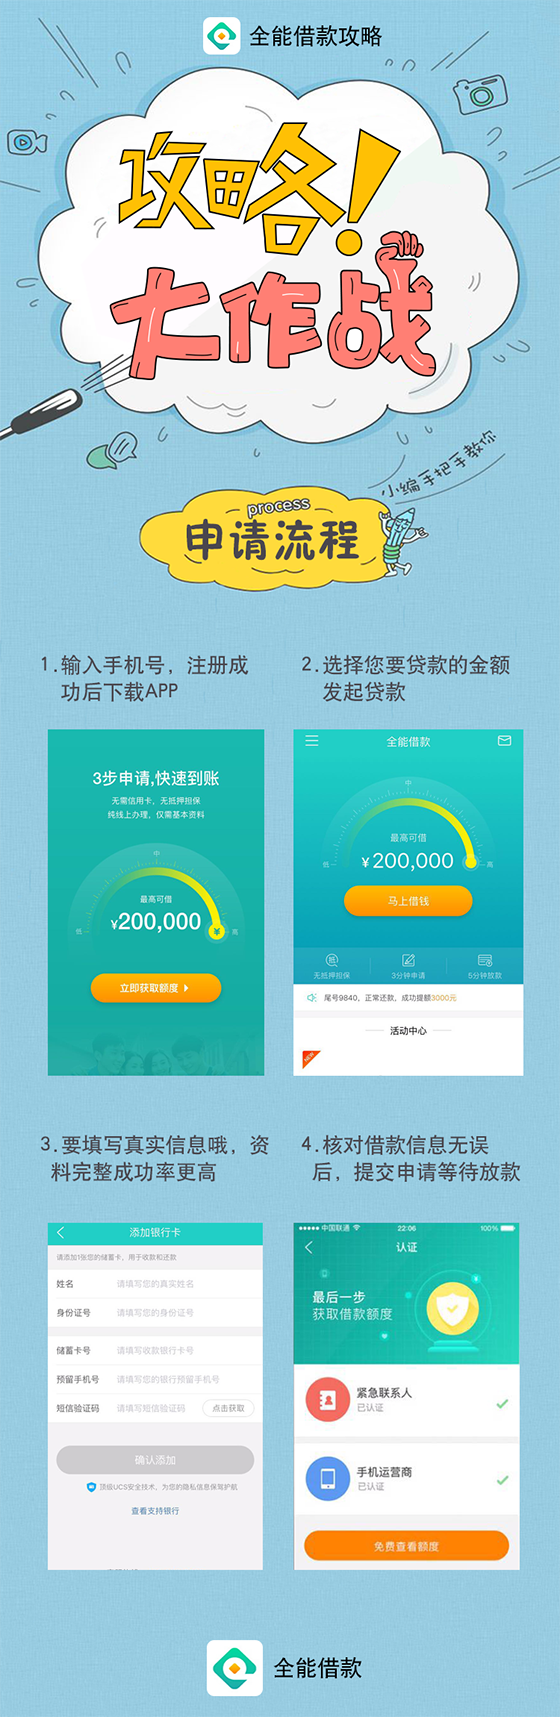 全能借款攻略
攻略!
大作战
小编手把手教你
process
申请流程
1.输入手机号，注册成
功后下载APP
2.选择您要贷款的金额
发起贷款
3步申请,快速到账
无需信用卡，无抵押担保
纯线上办理，仅需基本资料
中
最高可借
低
¥200,000
¥
高
立即获取额度
全能借款
中
最高可借
低
¥200,000
高
马上借钱
抵
无抵押担保
3分钟申请
5分钟放款
尾号9840，正常还款，成功提额3000元
活动中心
NEW
3.要填写真实信息哦，资
料完整成功率更高
4.核对借款信息无误
后，提交申请等待放款
添加银行卡
请添加1张您的储蓄卡，用于收款和还款
姓名 请填写您的真实姓名
身份证号 请填写您的身份证号
储蓄卡号 请填写收款银行卡号
预留手机号 请填写您的银行预留手机号
短信验证码 请填写短信验证码 点击获取
确认添加
顶级UCS安全技术，为您的隐私信息保驾护航
查看支持银行
中国联通 22:06 100%
认证
最后一步
获取借款额度
紧急联系人
已认证
手机运营商
已认证
免费查看额度
全能借款